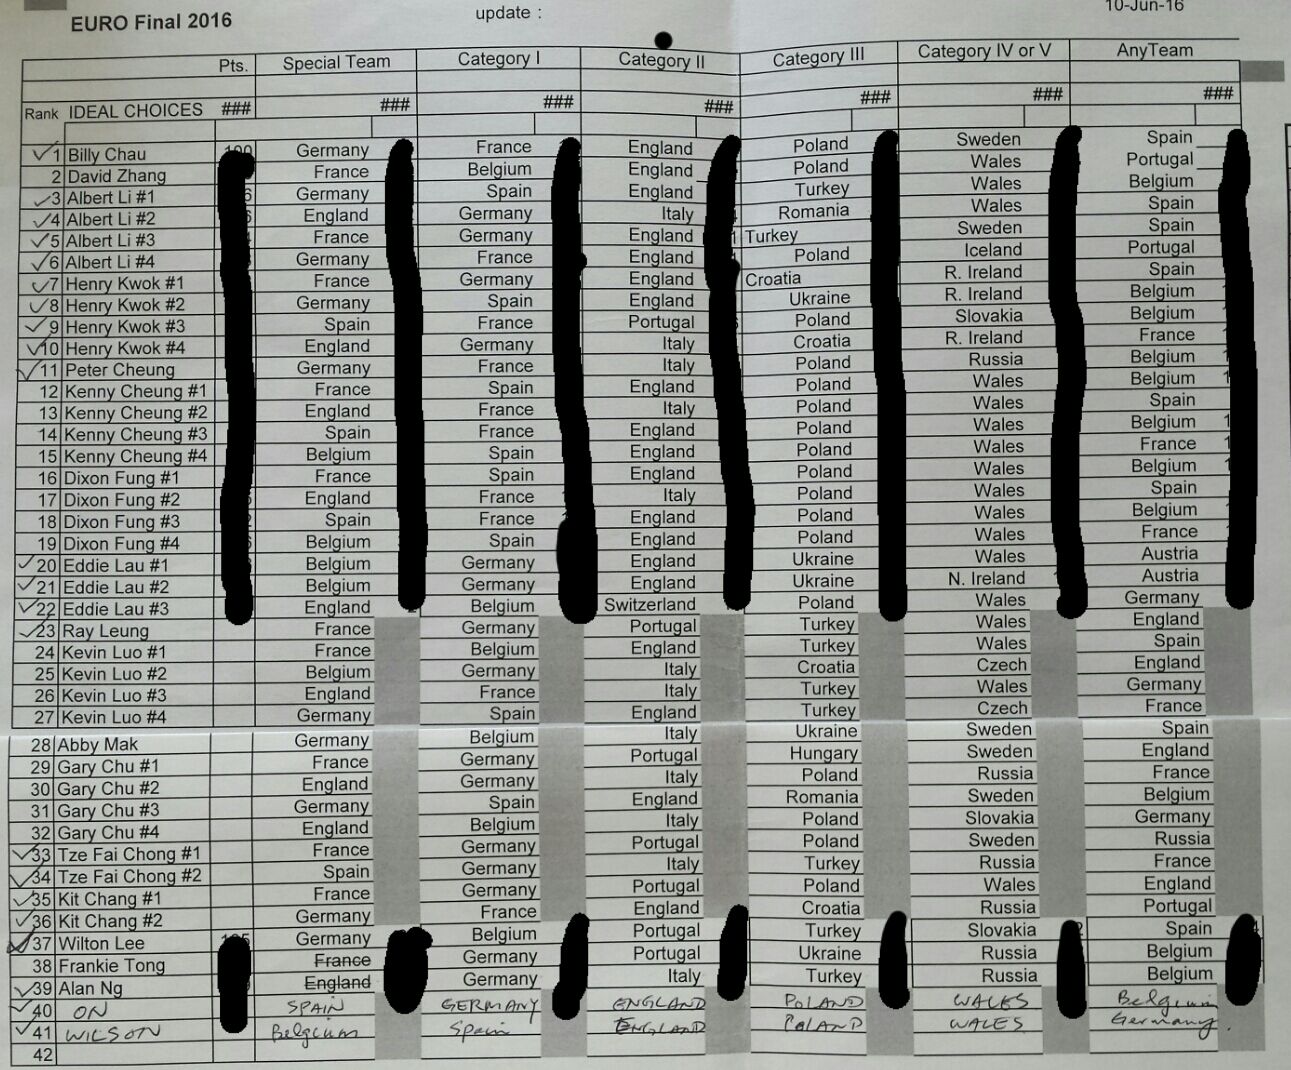 EURO Final 2016 update : 10-Jun-16
Pts. Special Team Category I Category II Category III Category IV or V AnyTeam
Rank IDEAL CHOICES ### ### ### ### ### ### ###
1 Billy Chau Germany France England Poland Sweden Spain
2 David Zhang France Belgium England Poland Wales Portugal
3 Albert Li #1 Germany Spain England Turkey Wales Belgium
4 Albert Li #2 England Germany Italy Romania Wales Spain
5 Albert Li #3 France Germany England Turkey Sweden Spain
6 Albert Li #4 Germany France England Poland Iceland Portugal
7 Henry Kwok #1 France Germany England Croatia R. Ireland Spain
8 Henry Kwok #2 Germany Spain England Ukraine R. Ireland Belgium
9 Henry Kwok #3 Spain France Portugal Poland Slovakia Belgium
10 Henry Kwok #4 England Germany Italy Croatia R. Ireland France
11 Peter Cheung Germany France Italy Poland Russia Belgium
12 Kenny Cheung #1 France Spain England Poland Wales Belgium
13 Kenny Cheung #2 England France Italy Poland Wales Spain
14 Kenny Cheung #3 Spain France England Poland Wales Belgium
15 Kenny Cheung #4 Belgium Spain England Poland Wales France
16 Dixon Fung #1 France Spain England Poland Wales Belgium
17 Dixon Fung #2 England France Italy Poland Wales Spain
18 Dixon Fung #3 Spain France England Poland Wales Belgium
19 Dixon Fung #4 Belgium Spain England Poland Wales France
20 Eddie Lau #1 Belgium Germany England Ukraine Wales Austria
21 Eddie Lau #2 Belgium Germany England Ukraine N. Ireland Austria
22 Eddie Lau #3 England Belgium Switzerland Poland Wales Germany
23 Ray Leung France Germany Portugal Turkey Wales England
24 Kevin Luo #1 France Belgium England Turkey Wales Spain
25 Kevin Luo #2 Belgium Germany Italy Croatia Czech England
26 Kevin Luo #3 England France Italy Turkey Wales Germany
27 Kevin Luo #4 Germany Spain England Turkey Czech France
28 Abby Mak Germany Belgium Italy Ukraine Sweden Spain
29 Gary Chu #1 France Germany Portugal Hungary Sweden England
30 Gary Chu #2 England Germany Italy Poland Russia France
31 Gary Chu #3 Germany Spain England Romania Sweden Belgium
32 Gary Chu #4 England Belgium Italy Poland Slovakia Germany
33 Tze Fai Chong #1 France Germany Portugal Poland Sweden Russia
34 Tze Fai Chong #2 Spain Germany Italy Turkey Russia France
35 Kit Chang #1 France Germany Portugal Poland Wales England
36 Kit Chang #2 Germany France England Croatia Russia Portugal
37 Wilton Lee Germany Belgium Portugal Turkey Slovakia Spain
38 Frankie Tong France Germany Portugal Ukraine Russia Belgium
39 Alan Ng England Germany Italy Turkey Russia Belgium
40 ON SPAIN GERMANY ENGLAND POLAND WALES Belgium
41 WILSON Belgium Spain ENGLAND POLAND WALES Germany
42